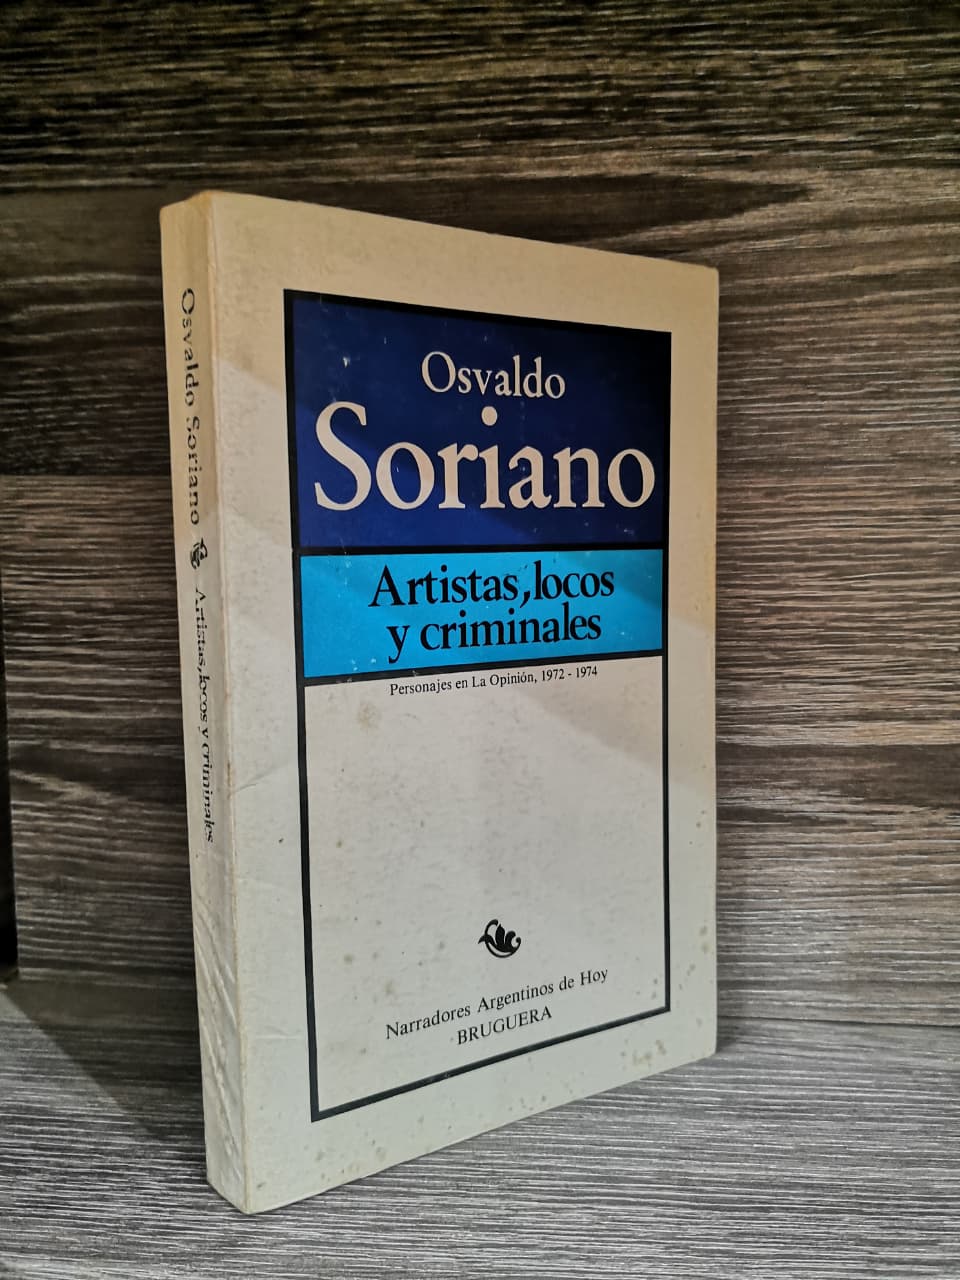 Osvaldo
Soriano
Artistas, locos
y criminales
Personajes en La Opinión, 1972 - 1974
Narradores Argentinos de Hoy
BRUGUERA
Osvaldo Soriano Artistas, locos y criminales